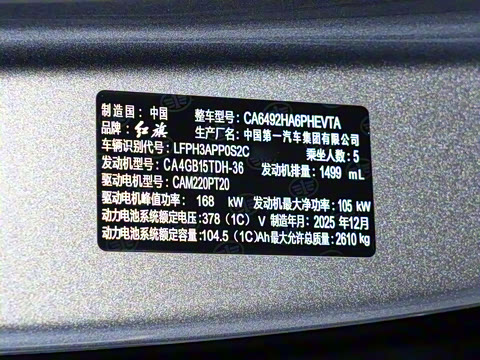 制造国：中国 整车型号：CA6492HA6PHEVTA
品牌：红旗 生产厂名：中国第一汽车集团有限公司
车辆识别代号：LFPH3APP0S2C 乘坐人数：5
发动机型号：CA4GB15TDH-36 发动机排量：1499 mL
驱动电机型号：CAM220PT20
驱动电机峰值功率：168 kW 发动机最大净功率：105 kW
动力电池系统额定电压：378（1C）V 制造年月：2025 年12月
动力电池系统额定容量：104.5（1C）Ah最大允许总质量：2610 kg